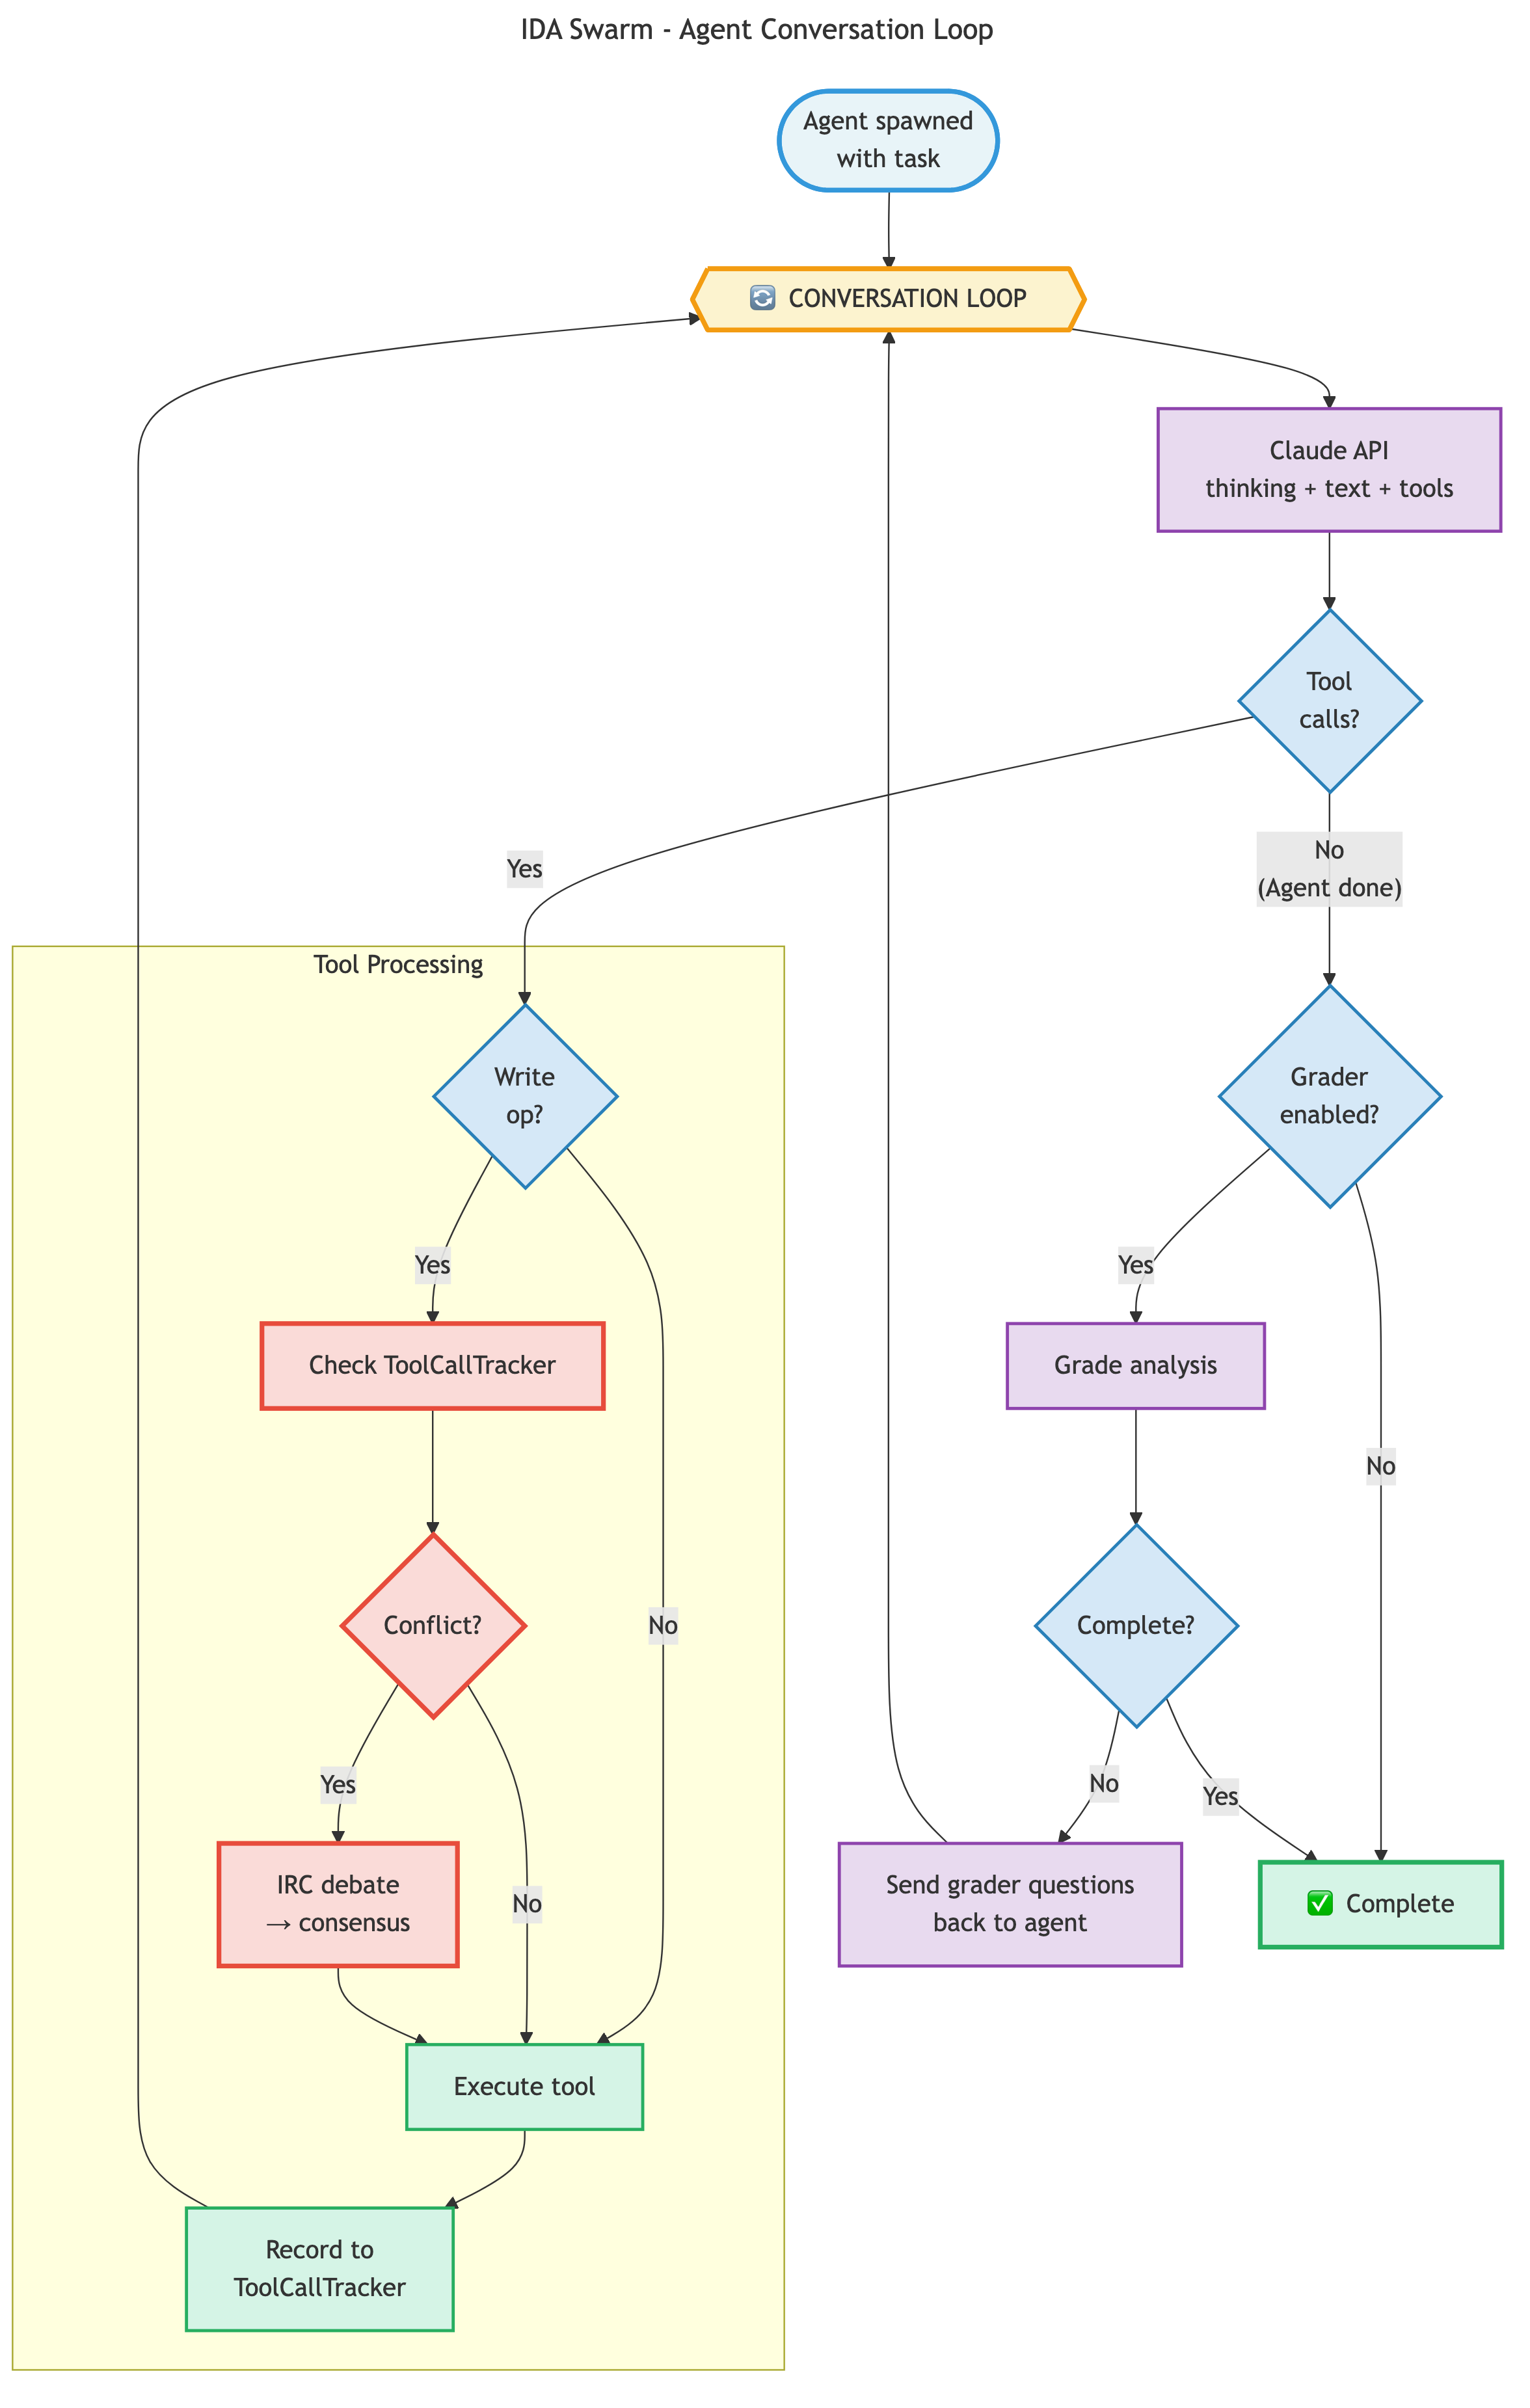 IDA Swarm - Agent Conversation Loop
Agent spawned
with task
🔄 CONVERSATION LOOP
Claude API
thinking + text + tools
Tool
calls?
Yes
No
(Agent done)
Tool Processing
Write
op?
Grader
enabled?
Yes
Yes
Check ToolCallTracker
Grade analysis
No
Conflict?
No
Complete?
Yes
No
Yes
IRC debate
→ consensus
No
Send grader questions
back to agent
✅ Complete
Execute tool
Record to
ToolCallTracker